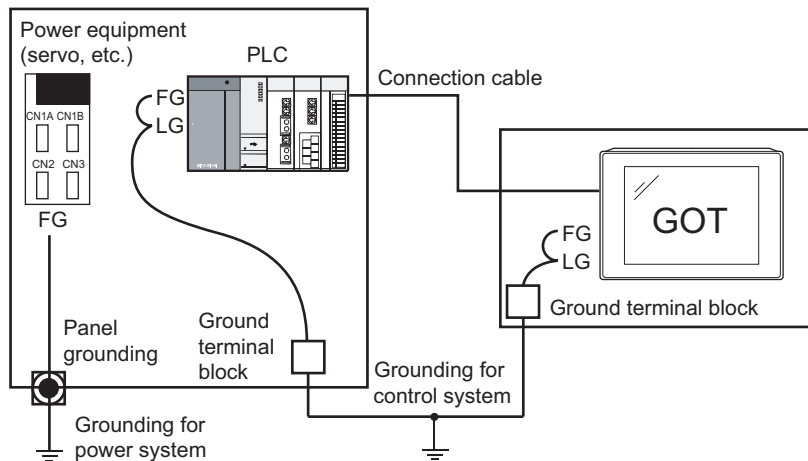 Power equipment
(servo, etc.)
PLC
CN1A CN1B
CN2 CN3
FG
FG
LG
Connection cable
GOT
FG
LG
Ground terminal block
Panel
grounding
Ground
terminal
block
Grounding for
control system
Grounding for
power system